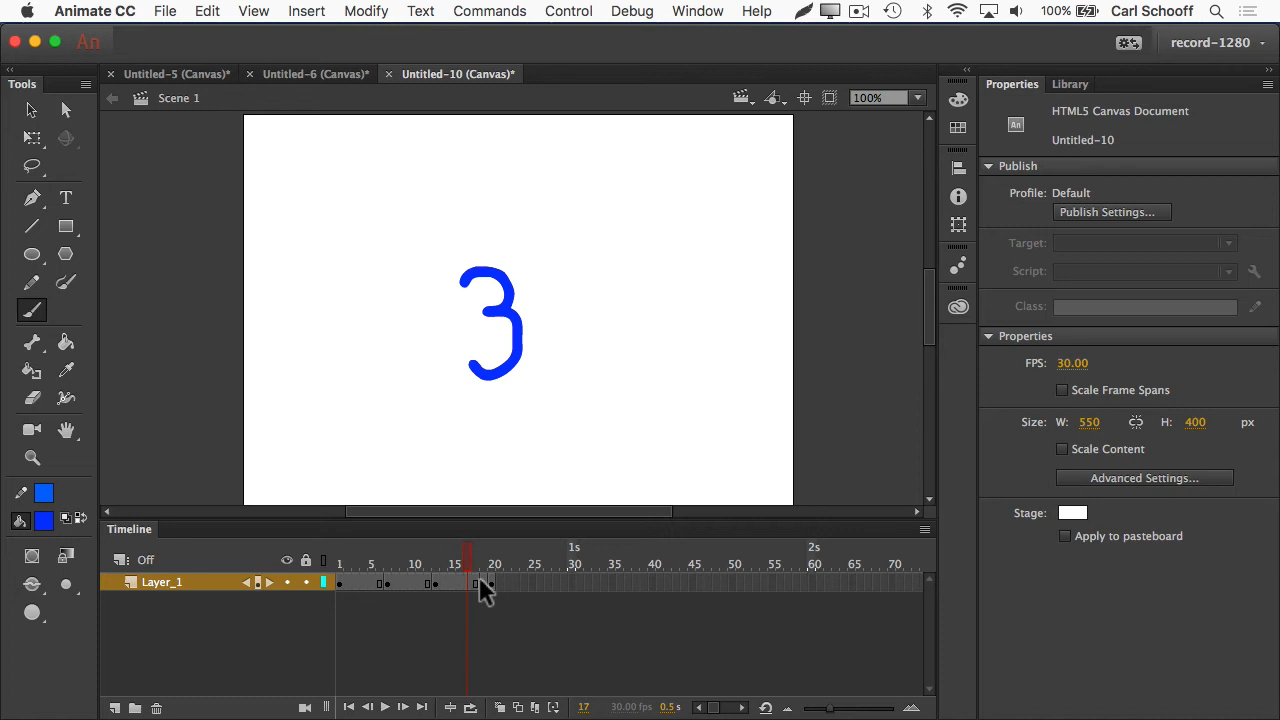 Animate CC File Edit View Insert Modify Text Commands Control Debug Window Help 100% Carl Schooff
An record-1280
Tools Untitled-5 (Canvas)* Untitled-6 (Canvas)* Untitled-10 (Canvas)* Properties Library
Scene 1 100%
HTML5 Canvas Document
An
Untitled-10
Publish
Profile: Default
Publish Settings...
Target:
Script:
Class:
Properties
FPS: 30.00
Scale Frame Spans
Size: W: 550 H: 400 px
Scale Content
Advanced Settings...
Stage:
Apply to pasteboard
3
Timeline
1s 2s
Off 1 5 10 15 20 25 30 35 40 45 50 55 60 65 70
Layer_1
17 30.00 fps 0.5 s